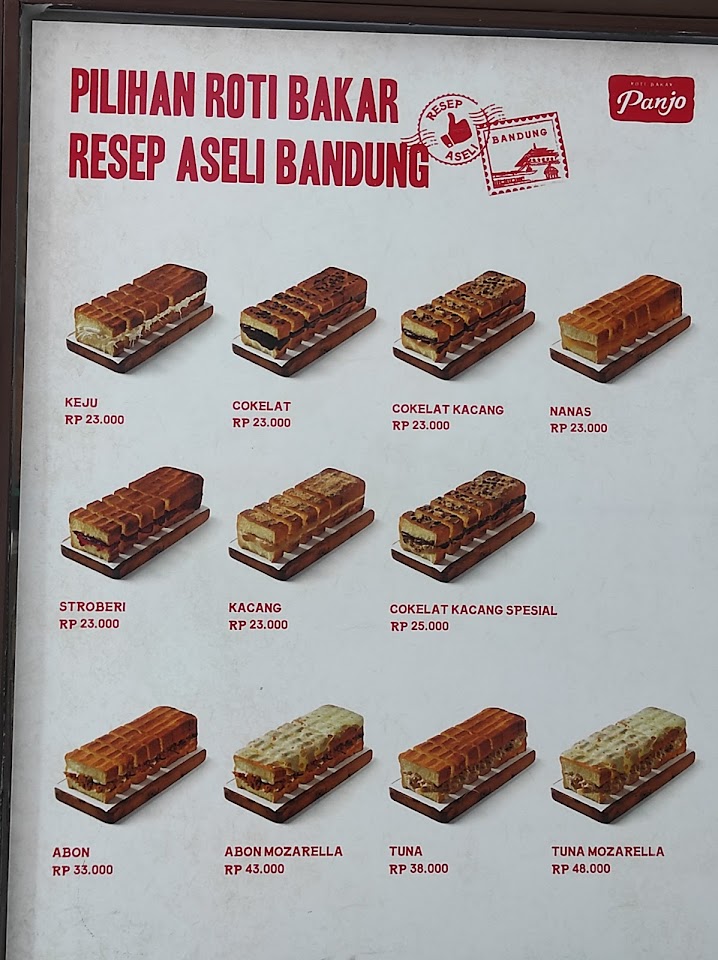 PILIHAN ROTI BAKAR
RESEP ASELI BANDUNG
RESEP
ASELI
BANDUNG
ROTI BAKAR
Panjo
KEJU
RP 23.000
COKELAT
RP 23.000
COKELAT KACANG
RP 23.000
NANAS
RP 23.000
STROBERI
RP 23.000
KACANG
RP 23.000
COKELAT KACANG SPESIAL
RP 25.000
ABON
RP 33.000
ABON MOZARELLA
RP 43.000
TUNA
RP 38.000
TUNA MOZARELLA
RP 48.000